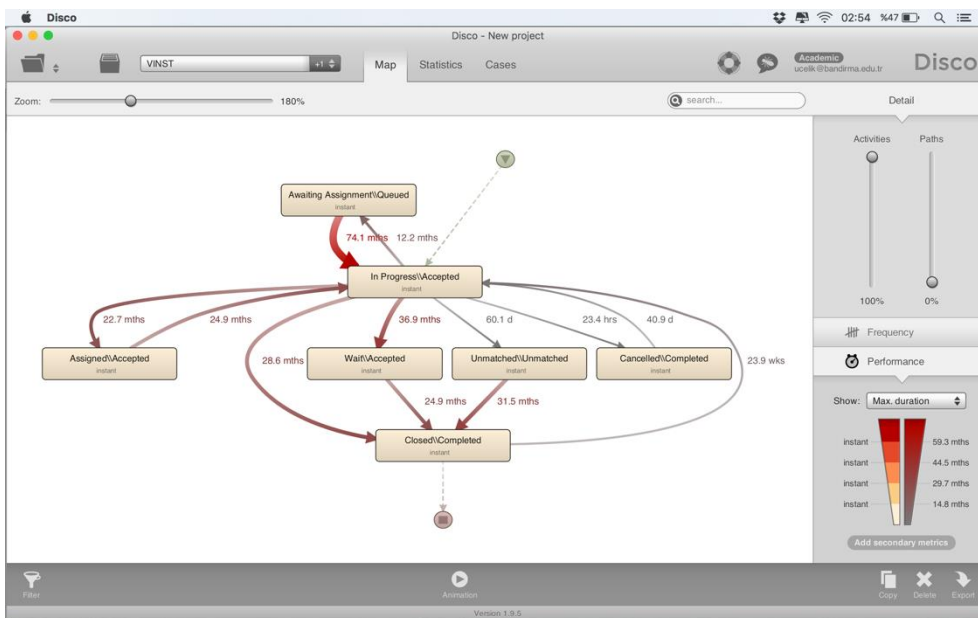 Disco
02:54 %47
Disco - New project
VINST
+1
Map
Statistics
Cases
Academic
ucelik@bandirma.edu.tr
Disco
Zoom:
180%
search...
Detail
Activities
Paths
100%
0%
Awaiting Assignment\\Queued
instant
74.1 mths
12.2 mths
In Progress\\Accepted
instant
22.7 mths
24.9 mths
36.9 mths
60.1 d
23.4 hrs
40.9 d
Assigned\\Accepted
instant
28.6 mths
Wait\\Accepted
instant
Unmatched\\Unmatched
instant
Cancelled\\Completed
instant
23.9 wks
24.9 mths
31.5 mths
Closed\\Completed
instant
Frequency
Performance
Show:
Max. duration
instant
59.3 mths
instant
44.5 mths
instant
29.7 mths
instant
14.8 mths
Add secondary metrics
Filter
Animation
Copy
Delete
Export
Version 1.9.5